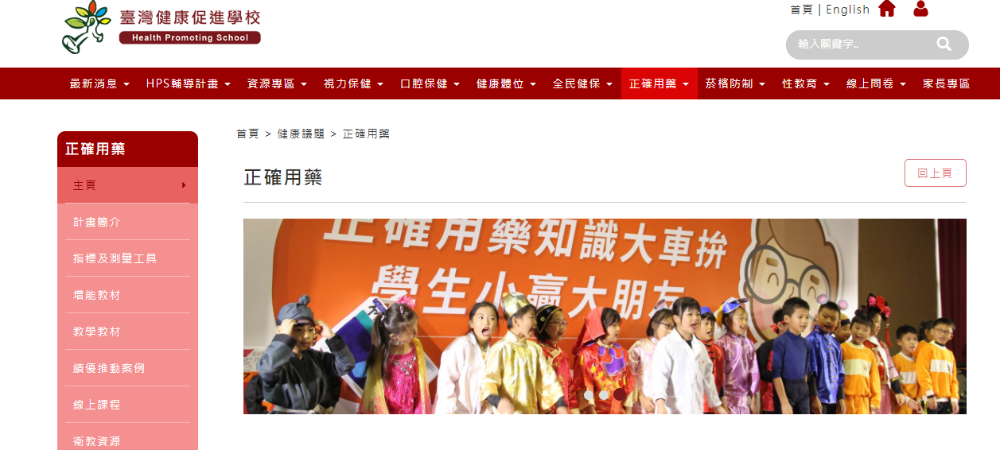 臺灣健康促進學校
Health Promoting School
首頁 | English
輸入關鍵字..
最新消息 HPS輔導計畫 資源專區 視力保健 口腔保健 健康體位 全民健保 正確用藥 菸檳防制 性教育 線上問卷 家長專區
首頁 > 健康議題 > 正確用藥
正確用藥
主頁
計畫簡介
指標及測量工具
增能教材
教學教材
績優推動案例
線上課程
衛教資源
正確用藥
回上頁
正確用藥知識大車拚
學生小贏大朋友